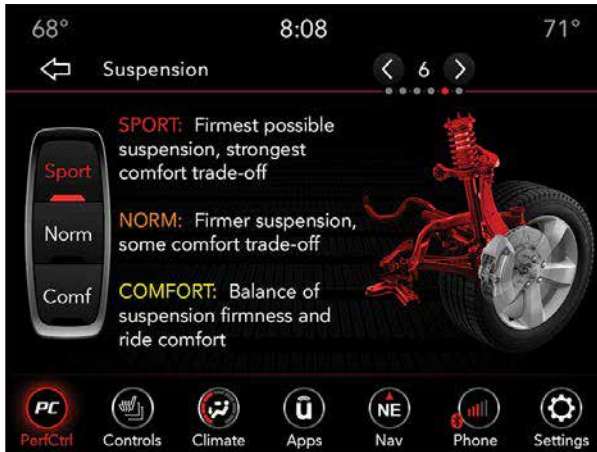 68°
8:08
71°
Suspension
6
Sport
Norm
Comf
SPORT: Firmest possible
suspension, strongest
comfort trade-off
NORM: Firmer suspension,
some comfort trade-off
COMFORT: Balance of
suspension firmness and
ride comfort
PC
PerfCtrl
Controls
Climate
ū
Apps
NE
Nav
Phone
Settings